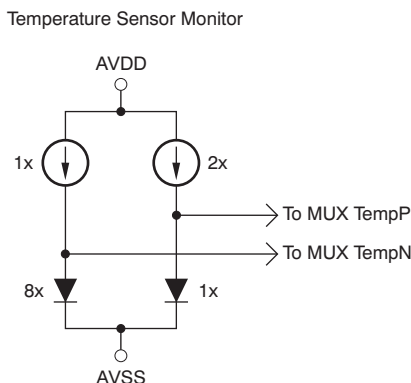 Temperature Sensor Monitor
AVDD
1x
2x
To MUX TempP
To MUX TempN
8x
1x
AVSS